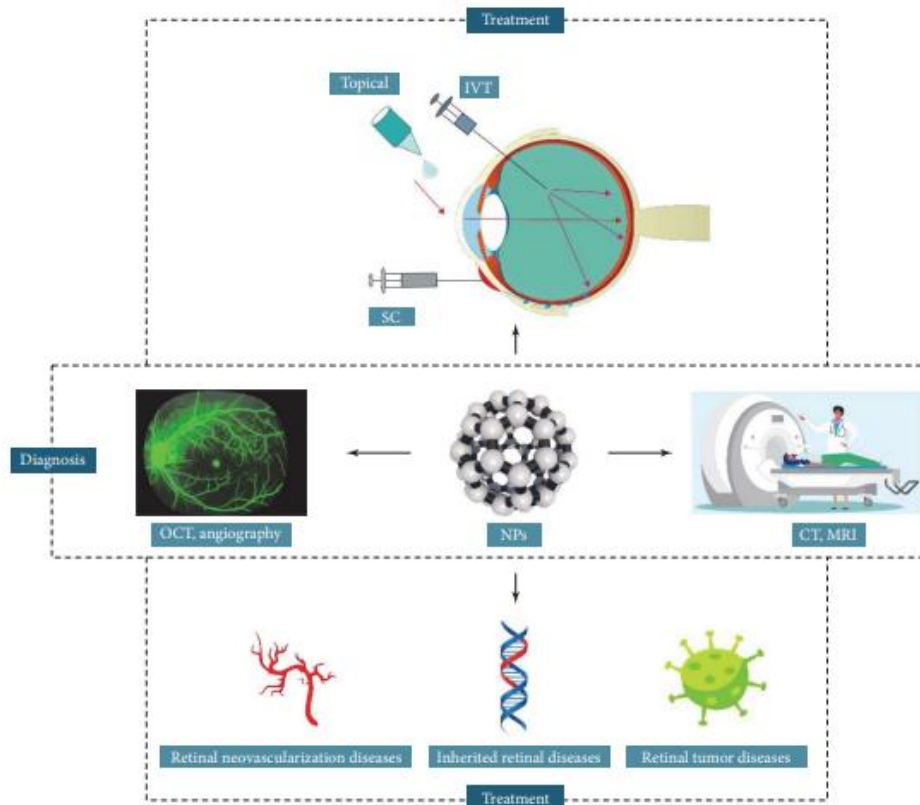 Treatment
IVT
Topical
SC
Diagnosis
OCT, angiography
NPs
CT, MRI
Retinal neovascularization diseases
Inherited retinal diseases
Retinal tumor diseases
Treatment